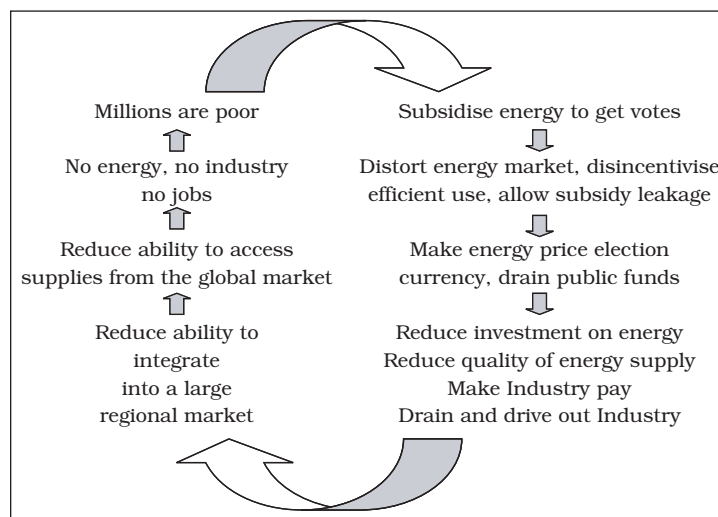 Millions are poor
No energy, no industry
no jobs
Reduce ability to access
supplies from the global market
Reduce ability to
integrate
into a large
regional market
Subsidise energy to get votes
Distort energy market, disincentivise
efficient use, allow subsidy leakage
Make energy price election
currency, drain public funds
Reduce investment on energy
Reduce quality of energy supply
Make Industry pay
Drain and drive out Industry